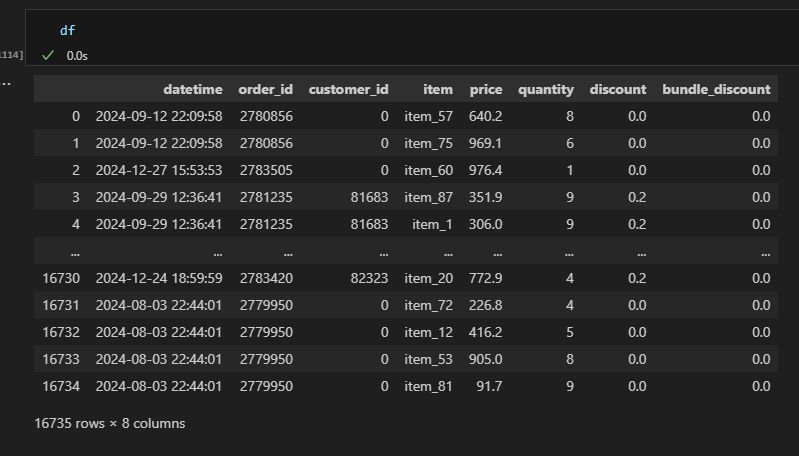 df
1114]
0.0s
...
datetime order_id customer_id item price quantity discount bundle_discount
0 2024-09-12 22:09:58 2780856 0 item_57 640.2 8 0.0 0.0
1 2024-09-12 22:09:58 2780856 0 item_75 969.1 6 0.0 0.0
2 2024-12-27 15:53:53 2783505 0 item_60 976.4 1 0.0 0.0
3 2024-09-29 12:36:41 2781235 81683 item_87 351.9 9 0.2 0.0
4 2024-09-29 12:36:41 2781235 81683 item_1 306.0 9 0.2 0.0
... ... ... ... ... ... ... ... ...
16730 2024-12-24 18:59:59 2783420 82323 item_20 772.9 4 0.2 0.0
16731 2024-08-03 22:44:01 2779950 0 item_72 226.8 4 0.0 0.0
16732 2024-08-03 22:44:01 2779950 0 item_12 416.2 5 0.0 0.0
16733 2024-08-03 22:44:01 2779950 0 item_53 905.0 8 0.0 0.0
16734 2024-08-03 22:44:01 2779950 0 item_81 91.7 9 0.0 0.0
16735 rows × 8 columns